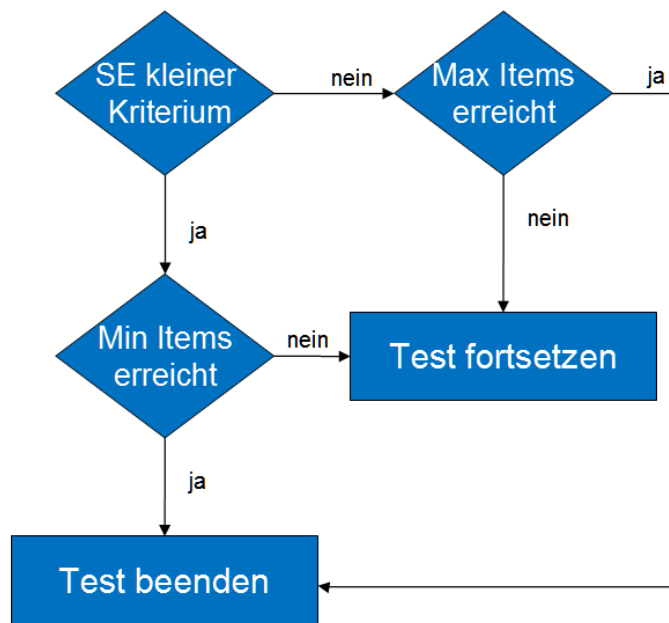 SE kleiner
Kriterium
nein
Max Items
erreicht
ja
ja
nein
Min Items
erreicht
nein
Test fortsetzen
ja
Test beenden